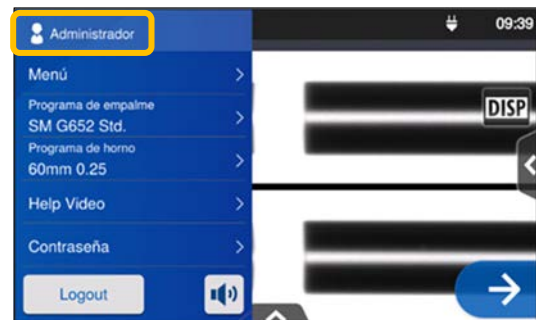 Administrador
09:39
Menú
Programa de empalme
SM G652 Std.
Programa de horno
60mm 0.25
DISP
Help Video
Contraseña
Logout